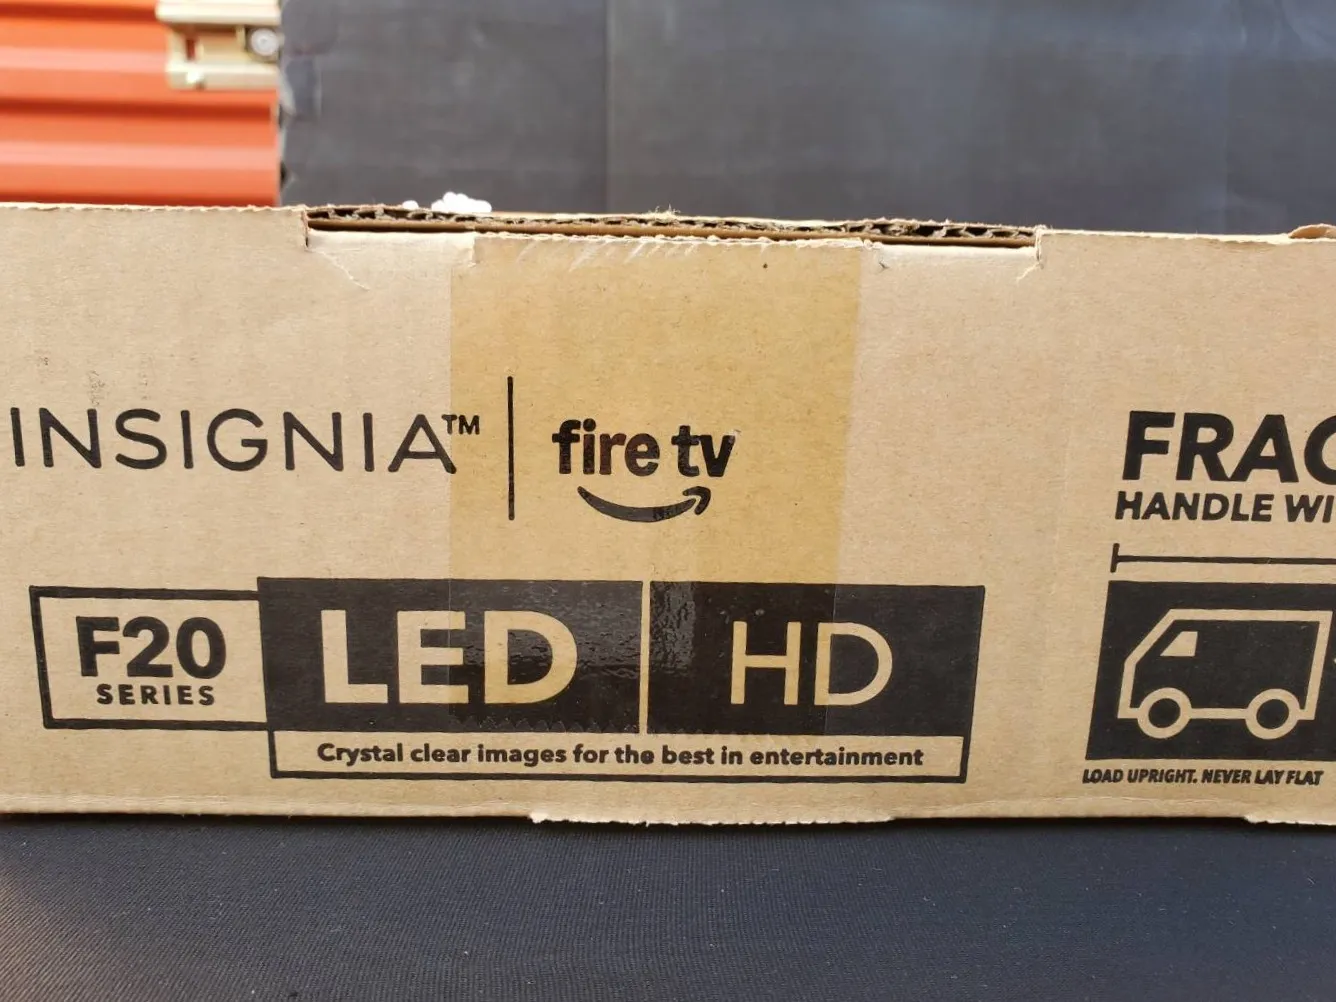 INSIGNIA™ | fire tv
F20
SERIES
LED HD
Crystal clear images for the best in entertainment
FRAG
HANDLE WI
LOAD UPRIGHT. NEVER LAY FLAT